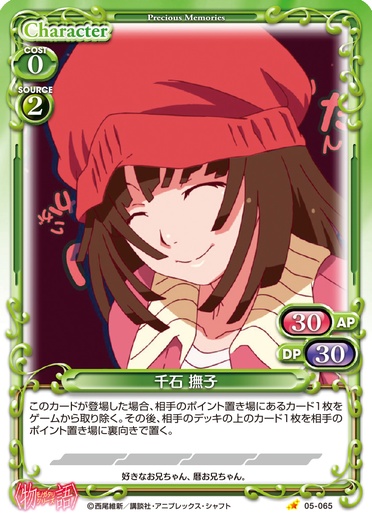 Precious Memories
Character
COST
0
SOURCE
2
30 AP
DP 30
千石 撫子
このカードが登場した場合、相手のポイント置き場にあるカード1枚を
ゲームから取り除く。その後、相手のデッキの上のカード1枚を相手の
ポイント置き場に裏向きで置く。
好きなお兄ちゃん、暦お兄ちゃん。
物語
©西尾維新／講談社・アニプレックス・シャフト
05-065